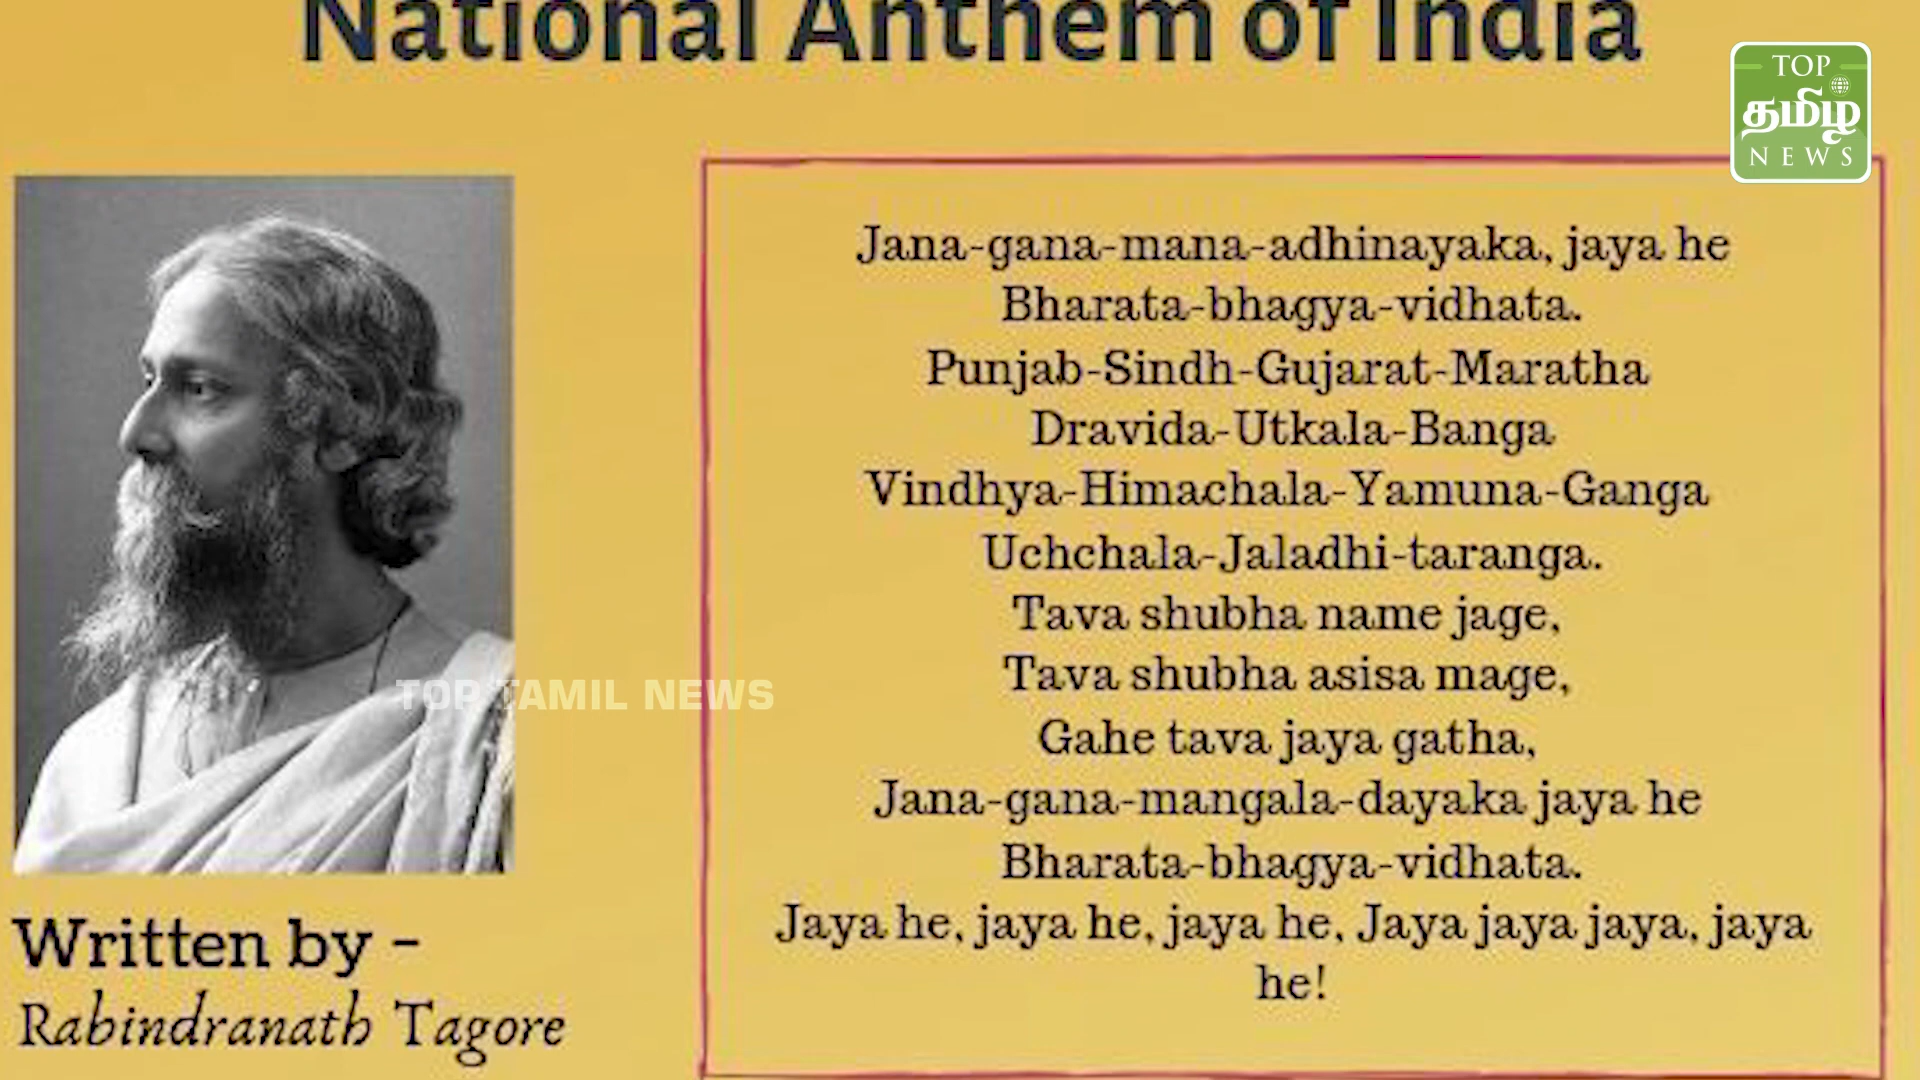 National Anthem of India
TOP
தமிழ்
NEWS
Jana-gana-mana-adhinayaka, jaya he
Bharata-bhagya-vidhata.
Punjab-Sindh-Gujarat-Maratha
Dravida-Utkala-Banga
Vindhya-Himachala-Yamuna-Ganga
Uchchala-Jaladhi-taranga.
Tava shubha name jage,
Tava shubha asisa mage,
Gahe tava jaya gatha,
Jana-gana-mangala-dayaka jaya he
Bharata-bhagya-vidhata.
Jaya he, jaya he, jaya he, Jaya jaya jaya, jaya
he!
TOP TAMIL NEWS
Written by -
Rabindranath Tagore